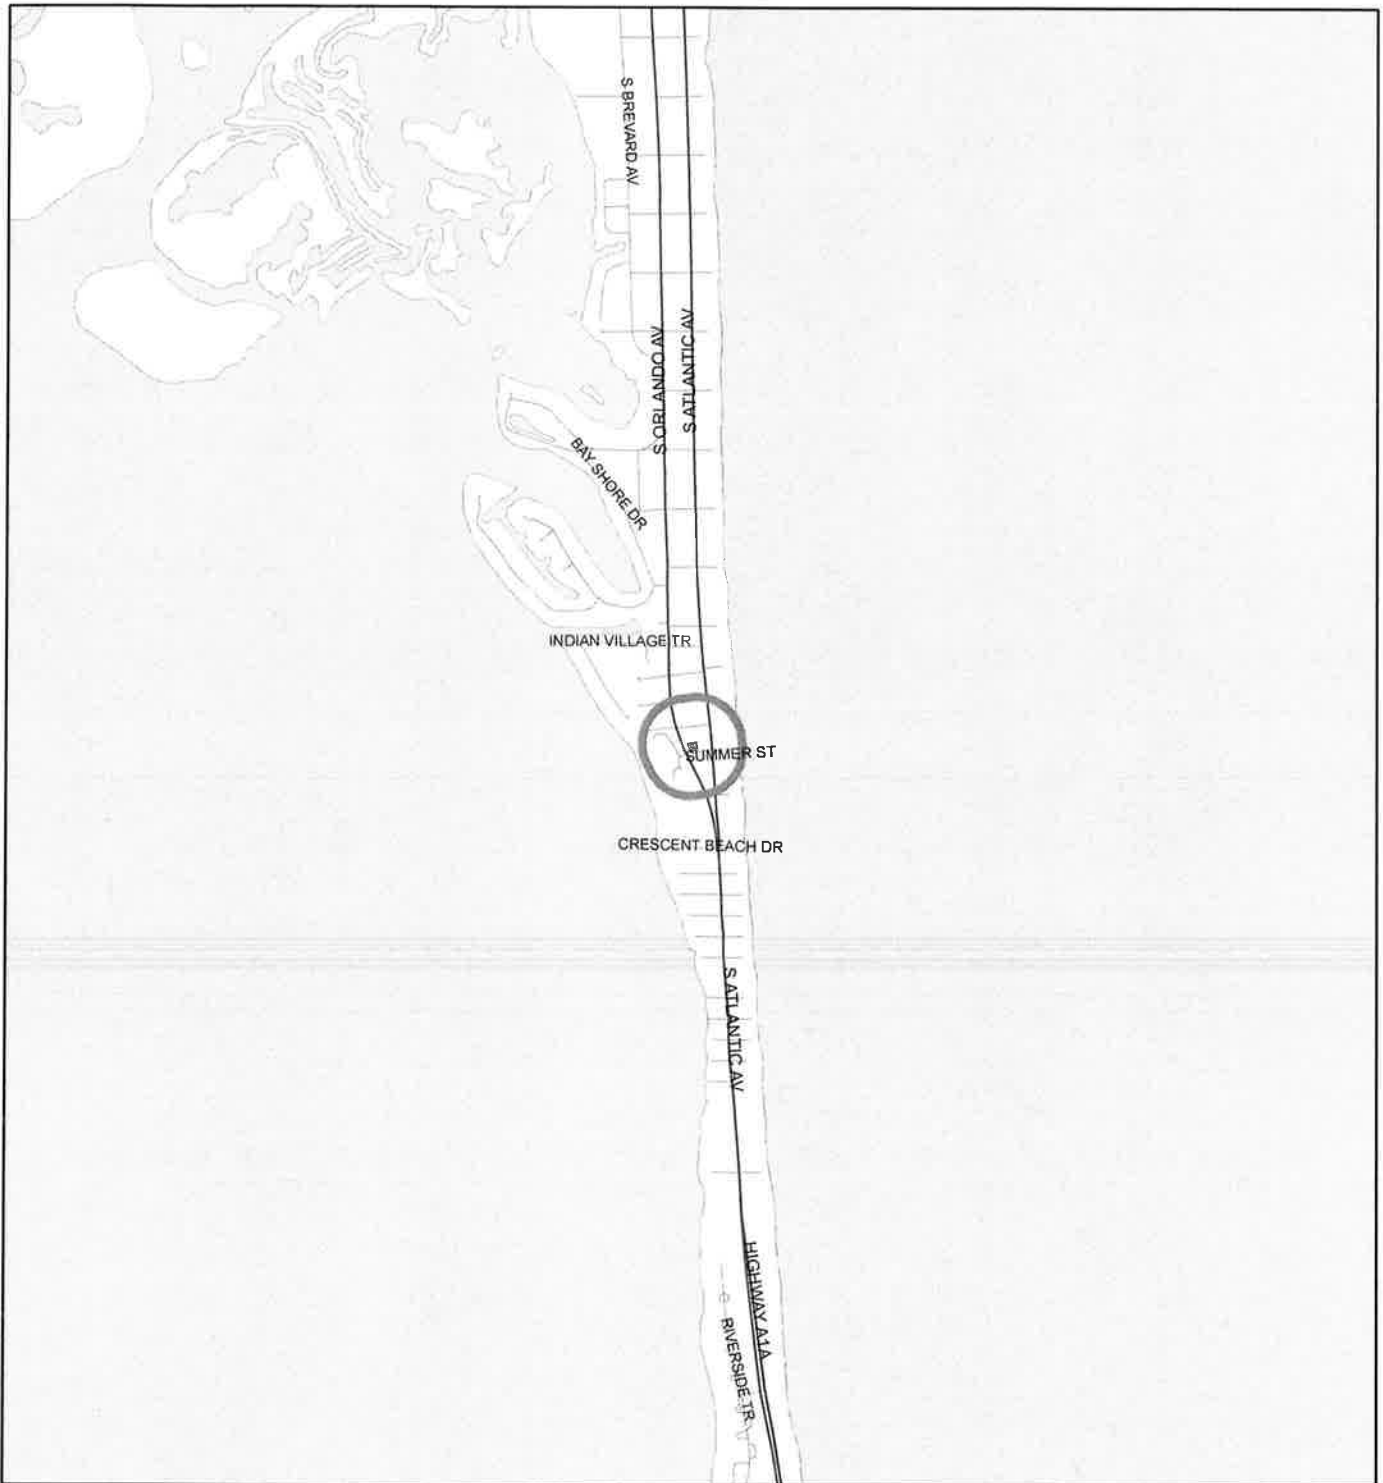 S BREVARD AV
S ORLANDO AV
S ATLANTIC AV
BAY SHORE DR
INDIAN VILLAGE TR
SUMMER ST
CRESCENT BEACH DR
S ATLANTIC AV
HIGHWAY A1A
RIVERSIDE TR